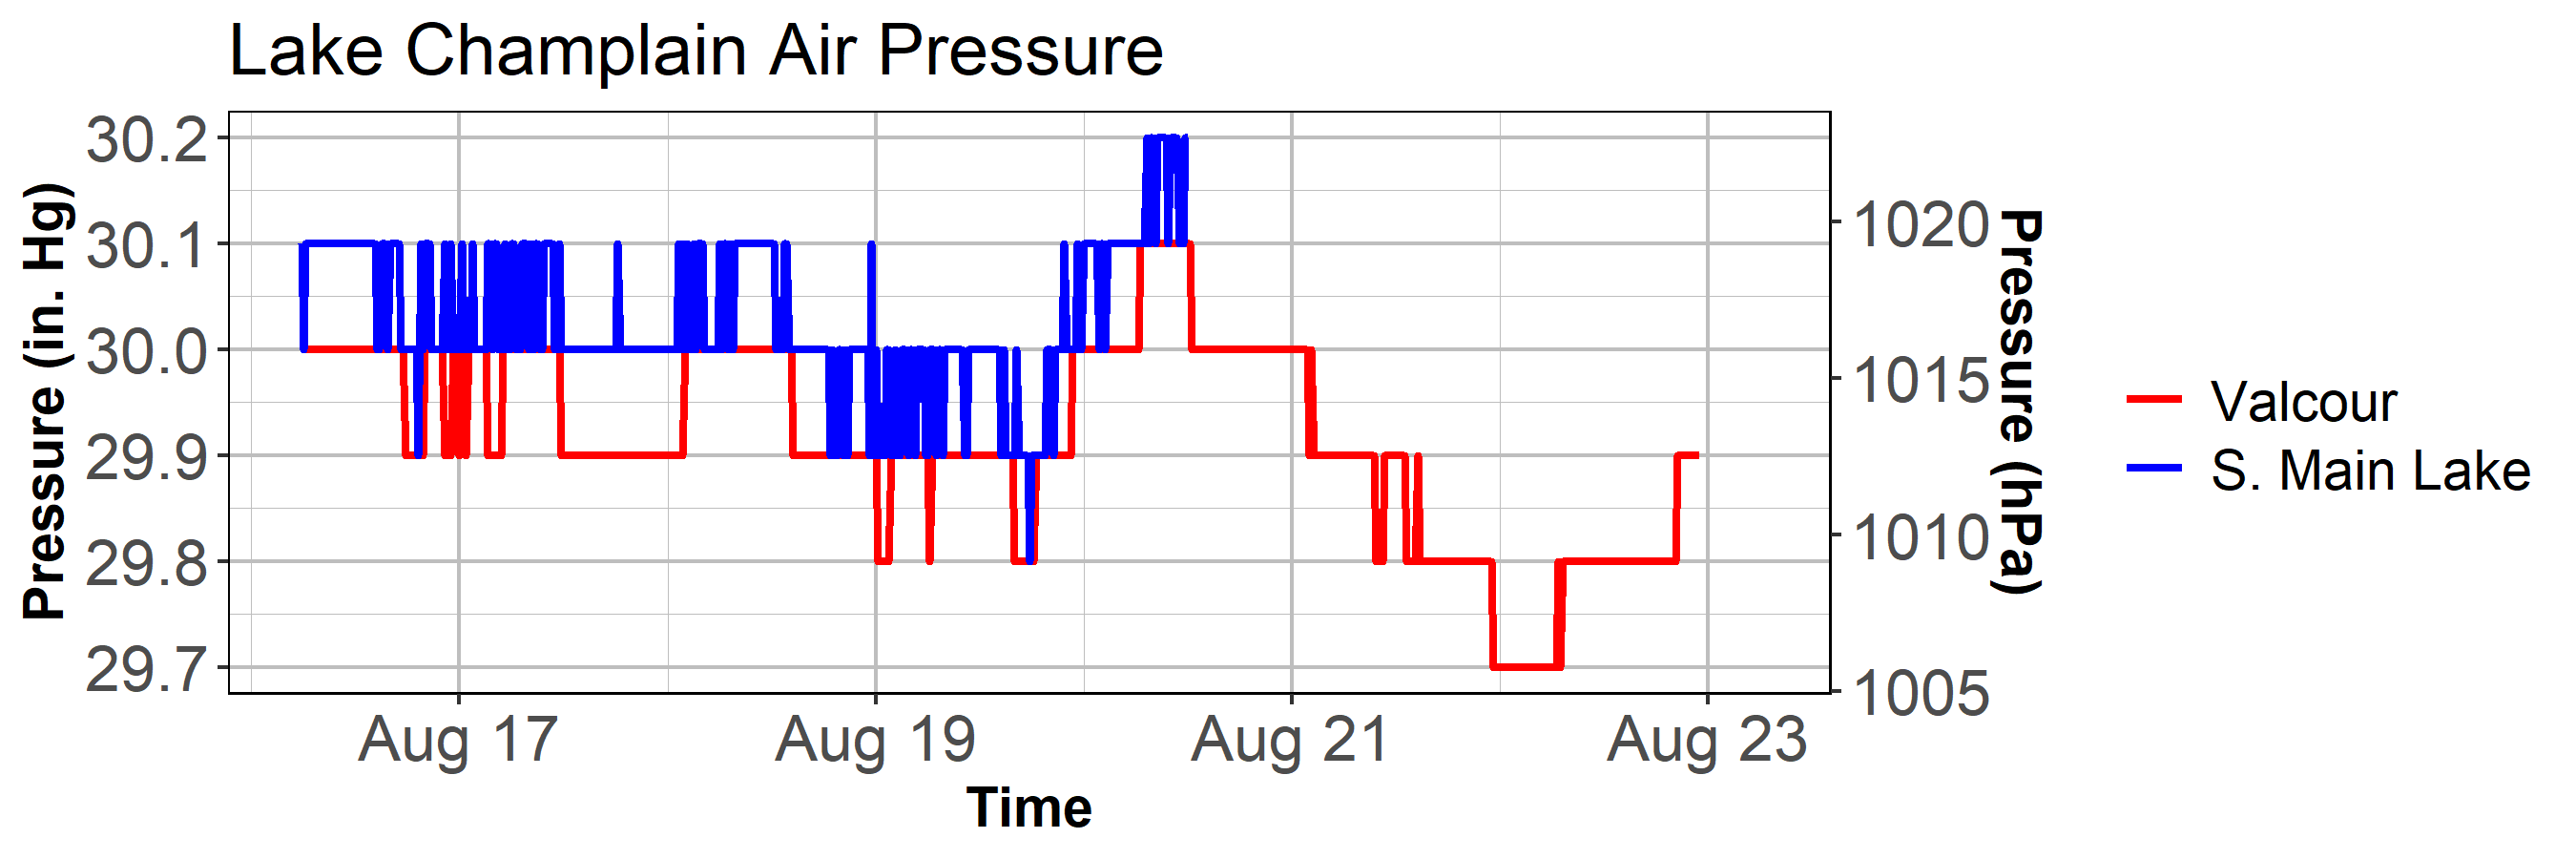 Lake Champlain Air Pressure
Pressure (in. Hg)
30.2
30.1
30.0
29.9
29.8
29.7
1020
1015
1010
1005
Pressure (hPa)
Aug 17
Aug 19
Aug 21
Aug 23
Time
Valcour
S. Main Lake